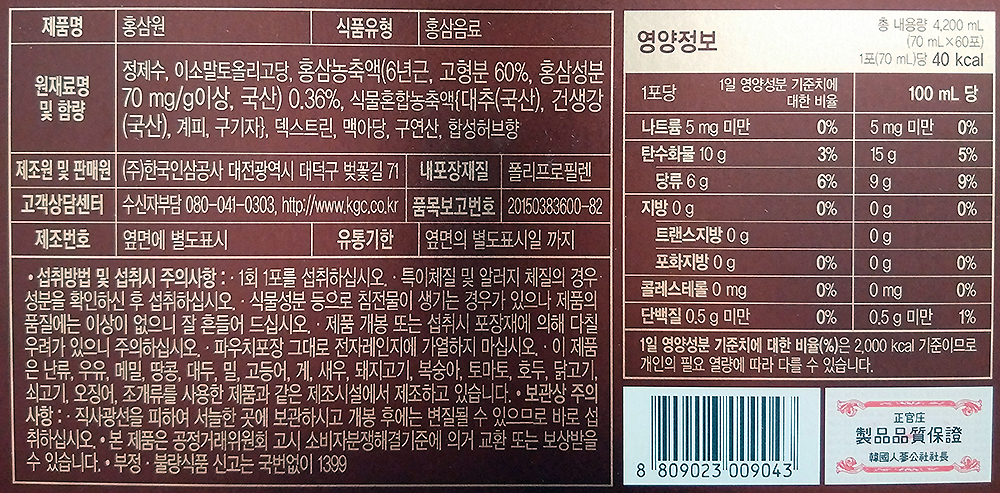 제품명 홍삼원 식품유형 홍삼음료
원재료명 및 함량
정제수, 이소말토올리고당, 홍삼농축액(6년근, 고형분 60%, 홍삼성분
70 mg/g이상, 국산) 0.36%, 식물혼합농축액{대추(국산), 건생강
(국산), 계피, 구기자}, 덱스트린, 맥아당, 구연산, 합성허브향
제조원 및 판매원 (주)한국인삼공사 대전광역시 대덕구 벚꽃길 71 내포장재질 폴리프로필렌
고객상담센터 수신자부담 080-041-0303, http://www.kgc.co.kr 품목보고번호 20150383600-82
제조번호 옆면에 별도표시 유통기한 옆면의 별도표시일 까지
• 섭취방법 및 섭취시 주의사항 : · 1회 1포를 섭취하십시오. · 특이체질 및 알러지 체질의 경우
성분을 확인하신 후 섭취하십시오. · 식물성분 등으로 침전물이 생기는 경우가 있으나 제품의
품질에는 이상이 없으니 잘 흔들어 드십시오. · 제품 개봉 또는 섭취시 포장재에 의해 다칠
우려가 있으니 주의하십시오. · 파우치포장 그대로 전자레인지에 가열하지 마십시오. · 이 제품
은 난류, 우유, 메밀, 땅콩, 대두, 밀, 고등어, 게, 새우, 돼지고기, 복숭아, 토마토, 호두, 닭고기,
쇠고기, 오징어, 조개류를 사용한 제품과 같은 제조시설에서 제조하고 있습니다. • 보관상 주의
사항 : · 직사광선을 피하여 서늘한 곳에 보관하시고 개봉 후에는 변질될 수 있으므로 바로 섭
취하십시오. • 본 제품은 공정거래위원회 고시 소비자분쟁해결기준에 의거 교환 또는 보상받을
수 있습니다. • 부정 · 불량식품 신고는 국번없이 1399
영양정보
총 내용량 4,200 mL
(70 mL×60포)
1포(70 mL)당 40 kcal
1포당 1일 영양성분 기준치에 대한 비율 100 mL 당
나트륨 5 mg 미만 0% 5 mg 미만 0%
탄수화물 10 g 3% 15 g 5%
당류 6 g 6% 9 g 9%
지방 0 g 0% 0 g 0%
트랜스지방 0 g 0 g
포화지방 0 g 0% 0 g 0%
콜레스테롤 0 mg 0% 0 mg 0%
단백질 0.5 g 미만 0% 0.5 g 미만 1%
1일 영양성분 기준치에 대한 비율(%)은 2,000 kcal 기준이므로
개인의 필요 열량에 따라 다를 수 있습니다.
8 809023 009043
正官庄
製品品質保證
韓國人蔘公社社長